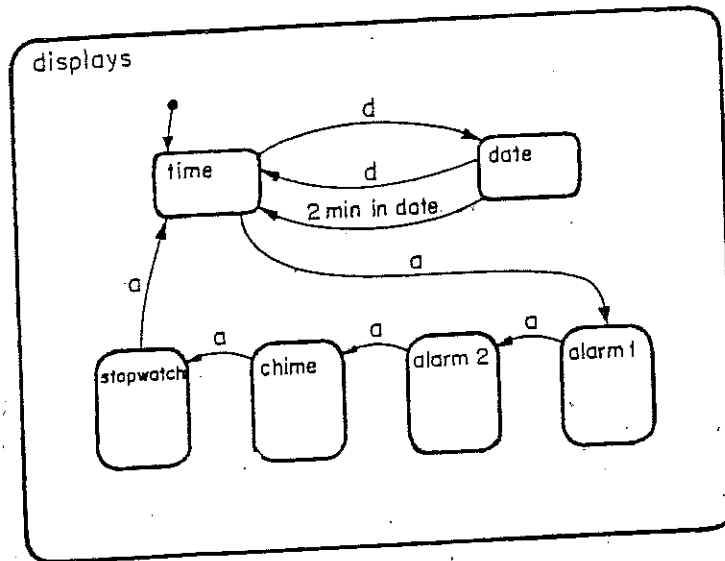 displays
d
time
date
d
2 min in date
a
a
a
a
a
stopwatch
chime
alarm 2
alarm 1